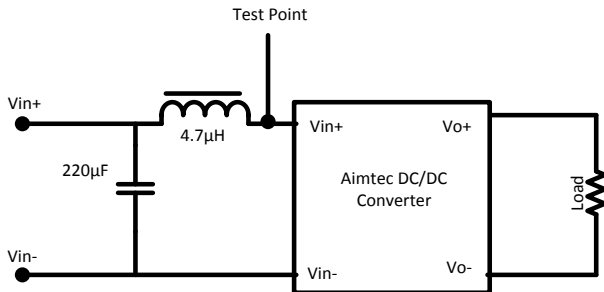 Test Point
Vin+
4.7μH
Vin+
Vo+
220μF
Aimtec DC/DC
Converter
Load
Vin-
Vin-
Vo-